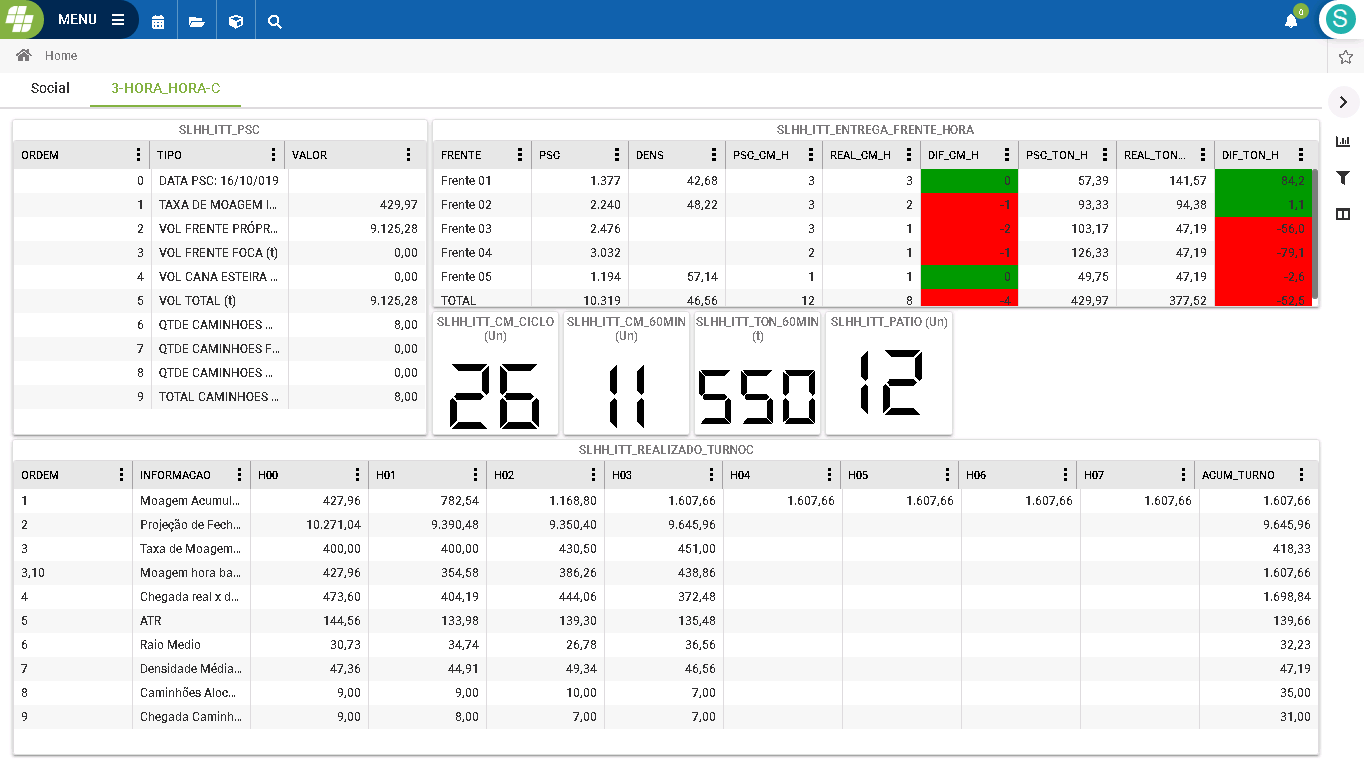 MENU
0
S
Home
Social 3-HORA_HORA-C
SLHH_ITT_PSC
ORDEM TIPO VALOR
0 DATA PSC: 16/10/019
1 TAXA DE MOAGEM I... 429,97
2 VOL FRENTE PRÓPR... 9.125,28
3 VOL FRENTE FOCA (t) 0,00
4 VOL CANA ESTEIRA ... 0,00
5 VOL TOTAL (t) 9.125,28
6 QTDE CAMINHOES ... 8,00
7 QTDE CAMINHOES F... 0,00
8 QTDE CAMINHOES ... 0,00
9 TOTAL CAMINHOES ... 8,00
SLHH_ITT_ENTREGA_FRENTE_HORA
FRENTE PSC DENS PSC_CM_H REAL_CM_H DIF_CM_H PSC_TON_H REAL_TON... DIF_TON_H
Frente 01 1.377 42,68 3 3 0 57,39 141,57 84,2
Frente 02 2.240 48,22 3 2 -1 93,33 94,38 1,1
Frente 03 2.476 3 1 -2 103,17 47,19 -56,0
Frente 04 3.032 2 1 -1 126,33 47,19 -79,1
Frente 05 1.194 57,14 1 1 0 49,75 47,19 -2,6
TOTAL 10.319 46,56 12 8 -4 429,97 377,52 -52,5
SLHH_ITT_CM_CICLO
(Un)
26
SLHH_ITT_CM_60MIN
(Un)
11
SLHH_ITT_TON_60MIN
(t)
550
SLHH_ITT_PATIO (Un)
12
SLHH_ITT_REALIZADO_TURNOC
ORDEM INFORMACAO H00 H01 H02 H03 H04 H05 H06 H07 ACUM_TURNO
1 Moagem Acumul... 427,96 782,54 1.168,80 1.607,66 1.607,66 1.607,66 1.607,66 1.607,66 1.607,66
2 Projeção de Fech... 10.271,04 9.390,48 9.350,40 9.645,96 9.645,96
3 Taxa de Moagem... 400,00 400,00 430,50 451,00 418,33
3,10 Moagem hora ba... 427,96 354,58 386,26 438,86 1.607,66
4 Chegada real x d... 473,60 404,19 444,06 372,48 1.698,84
5 ATR 144,56 133,98 139,30 135,48 139,66
6 Raio Medio 30,73 34,74 26,78 36,56 32,23
7 Densidade Média... 47,36 44,91 49,34 46,56 47,19
8 Caminhões Aloc... 9,00 9,00 10,00 7,00 35,00
9 Chegada Caminh... 9,00 8,00 7,00 7,00 31,00